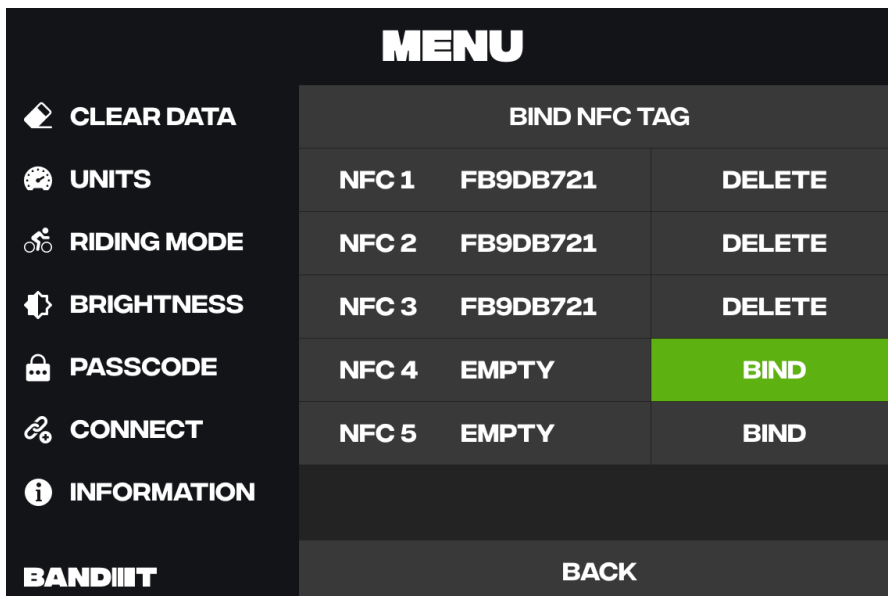 MENU
CLEAR DATA
UNITS
RIDING MODE
BRIGHTNESS
PASSCODE
CONNECT
INFORMATION
BANDIIIT
BIND NFC TAG
NFC 1 FB9DB721 DELETE
NFC 2 FB9DB721 DELETE
NFC 3 FB9DB721 DELETE
NFC 4 EMPTY BIND
NFC 5 EMPTY BIND
BACK